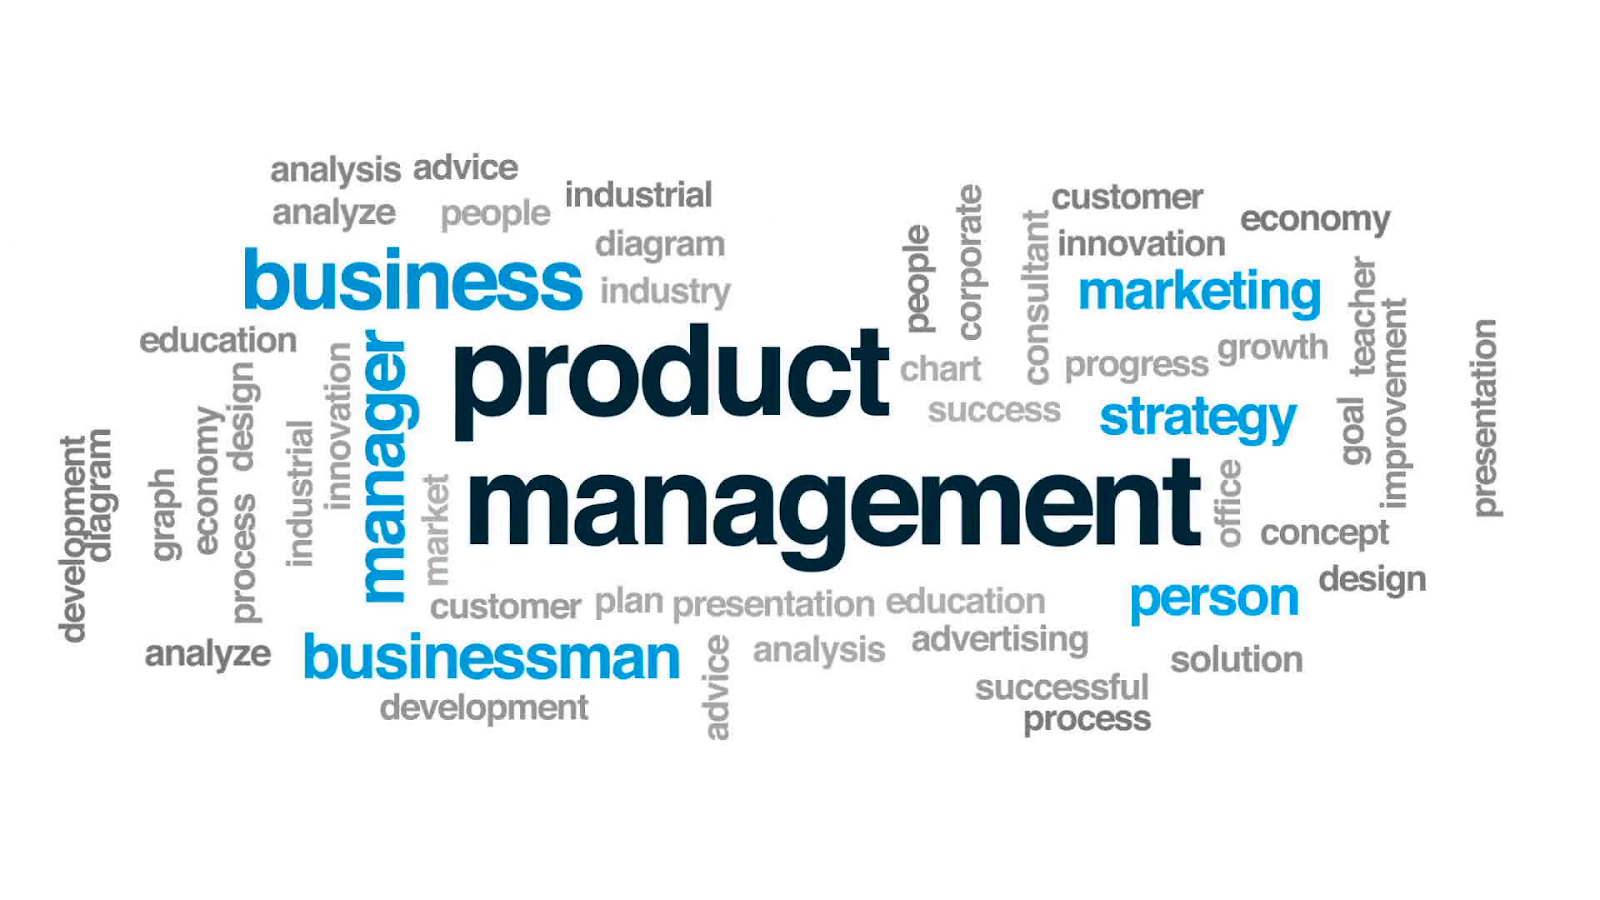 analysis
advice
analyze
people
industrial
diagram
business
industry
education
manager
innovation
design
economy
industrial
process
graph
development
diagram
market
product
management
people
corporate
consultant
customer
innovation
economy
marketing
teacher
chart
progress
growth
success
strategy
goal
improvement
presentation
office
concept
design
person
customer
plan
presentation
education
analyze
businessman
advice
analysis
advertising
solution
development
successful
process